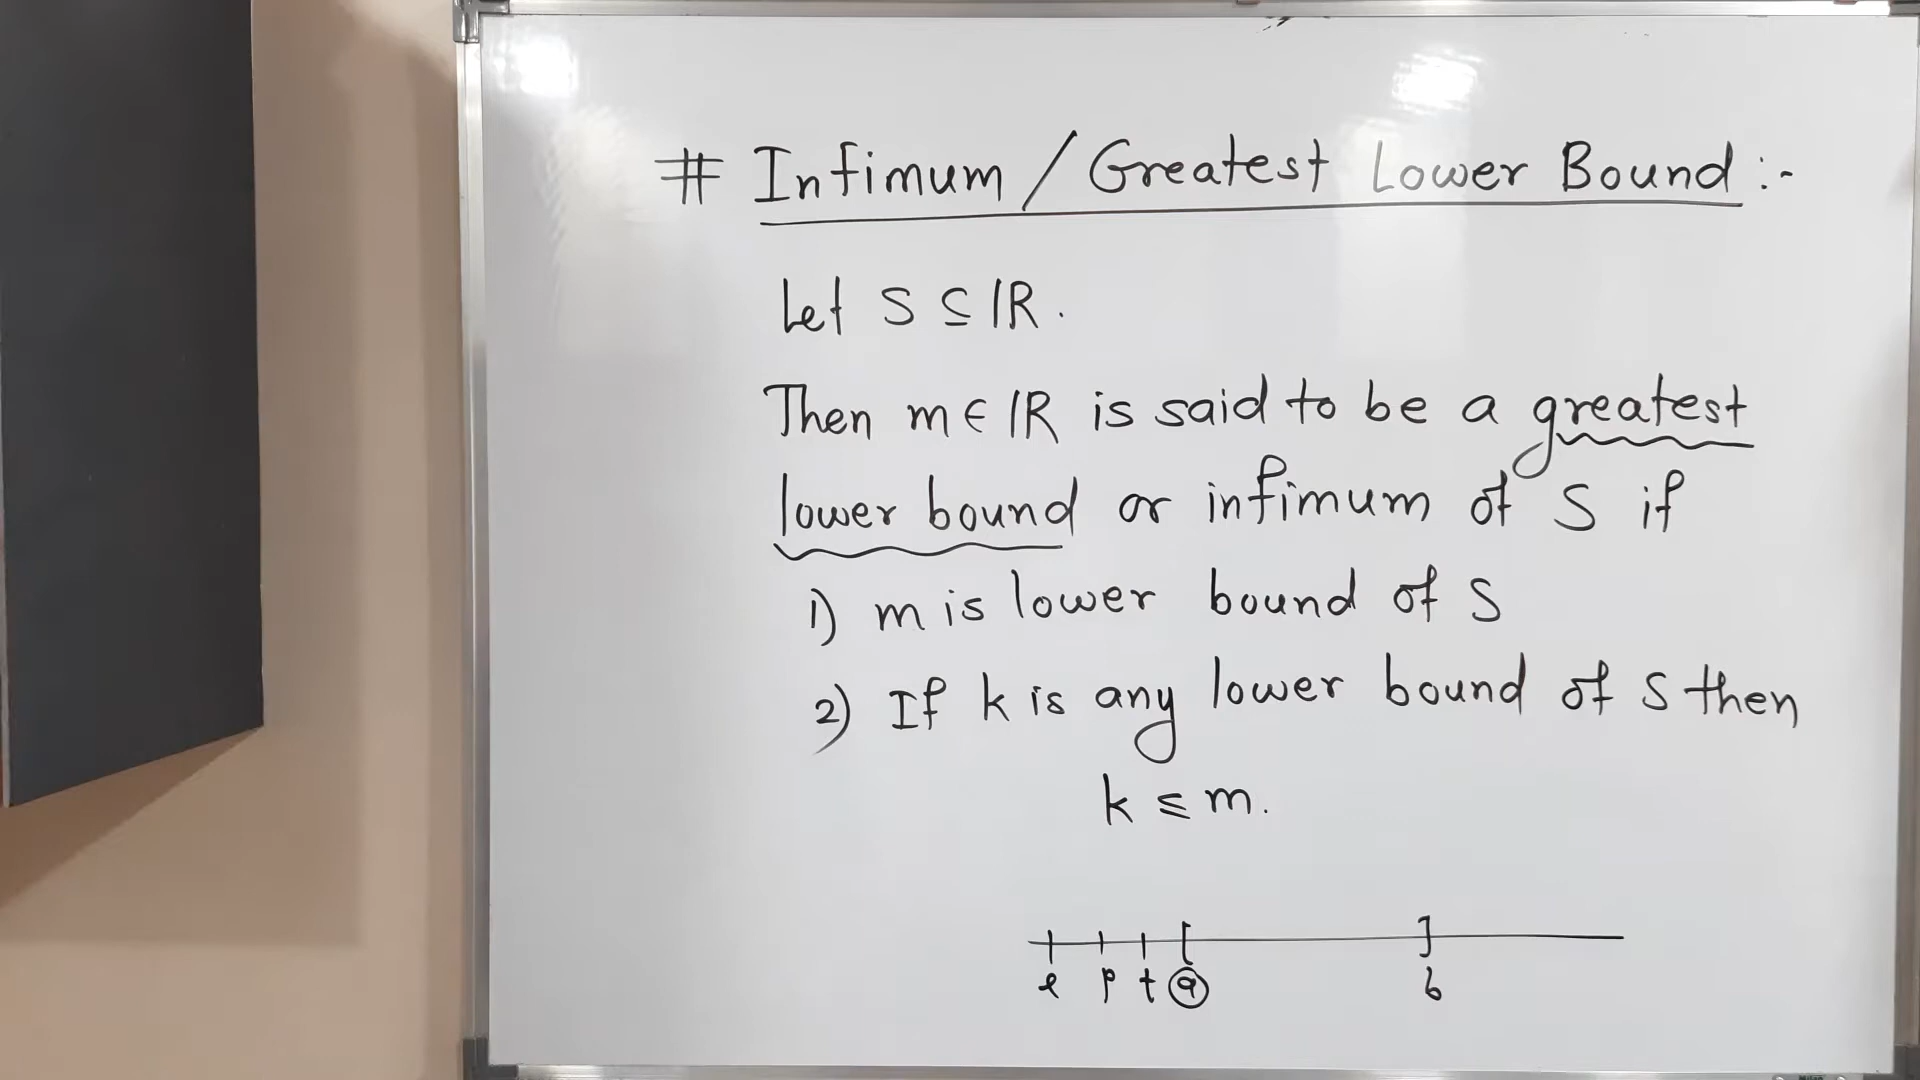 # Infimum / Greatest Lower Bound :-
Let S ⊆ ℝ.
Then m ∈ ℝ is said to be a greatest
lower bound or infimum of S if
1) m is lower bound of S
2) If k is any lower bound of S then
k ≤ m.
[ ]
l p t a b